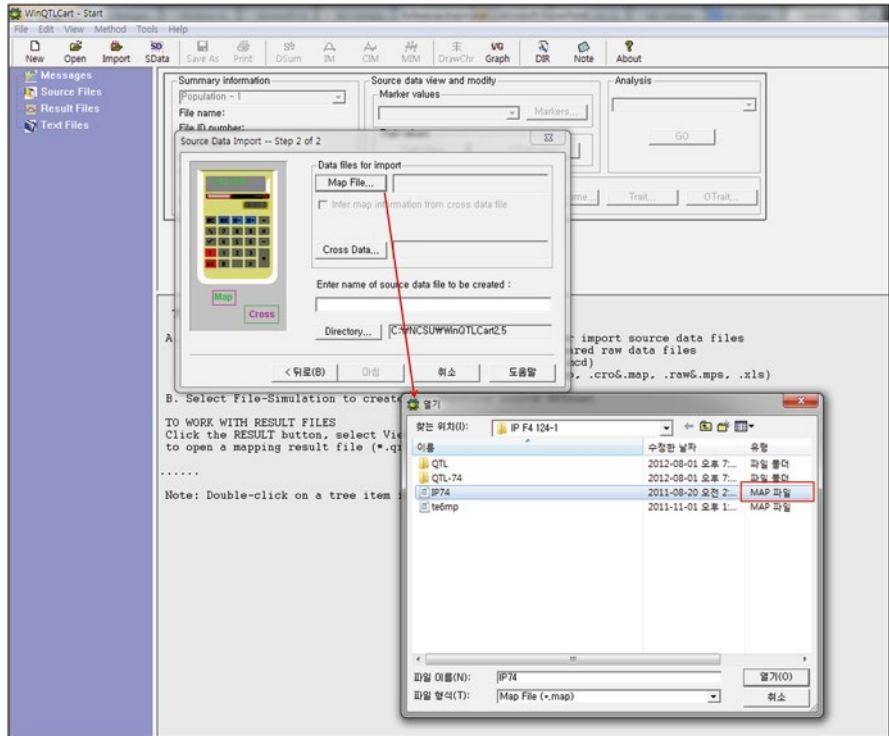 WinQTLCart - Start
File Edit View Method Tools Help
New Open Import SData Save As Print DSum IM CIM MIM DrawChr Graph DIR Note About
Messages
Source Files
Result Files
Text Files
Summary information
Population - 1
File name:
File ID number:
Source data view and modify
Marker values
Markers...
Analysis
GO
Trait...
OTrait...
Source Data Import -- Step 2 of 2
Data files for import
Map File...
Infer map information from cross data file
Cross Data...
Enter name of source data file to be created :
Directory...
C:₩NCSU₩WinQTLCart2,5
Map
Cross
< 뒤로(B)
마침
취소
도움말
A
import source data files
raw data files
.cro&.map, .raw&.mps, .xls)
B. Select File-Simulation to create
TO WORK WITH RESULT FILES
Click the RESULT button, select
to open a mapping result file
......
Note: Double-click on a tree item
열기
찾는 위치(I):
IP F4 124-1
이름
수정한 날짜
유형
QTL
2012-08-01 오후 7:...
파일 폴더
QTL-74
2012-08-01 오후 7:...
파일 폴더
IP74
2011-08-20 오전 2:...
MAP 파일
te6mp
2011-11-01 오후 1:...
MAP 파일
파일 이름(N):
IP74
열기(O)
파일 형식(T):
Map File (*,map)
취소